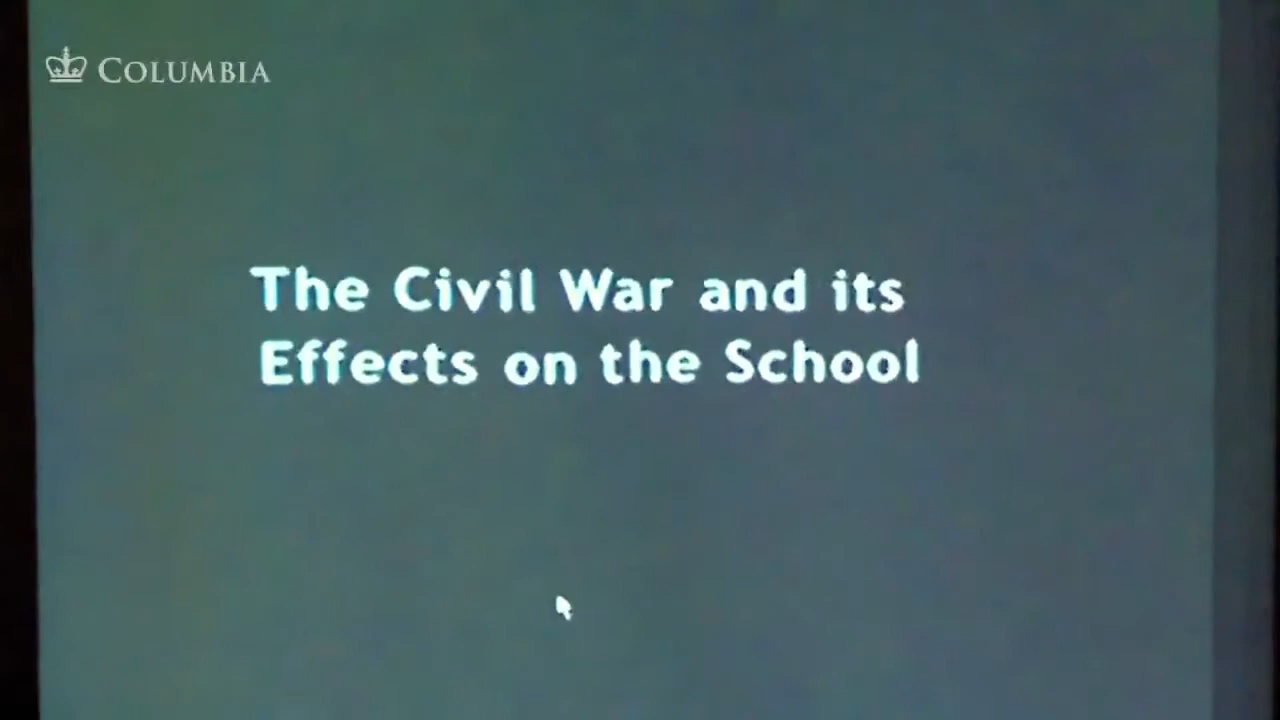 COLUMBIA
The Civil War and its
Effects on the School